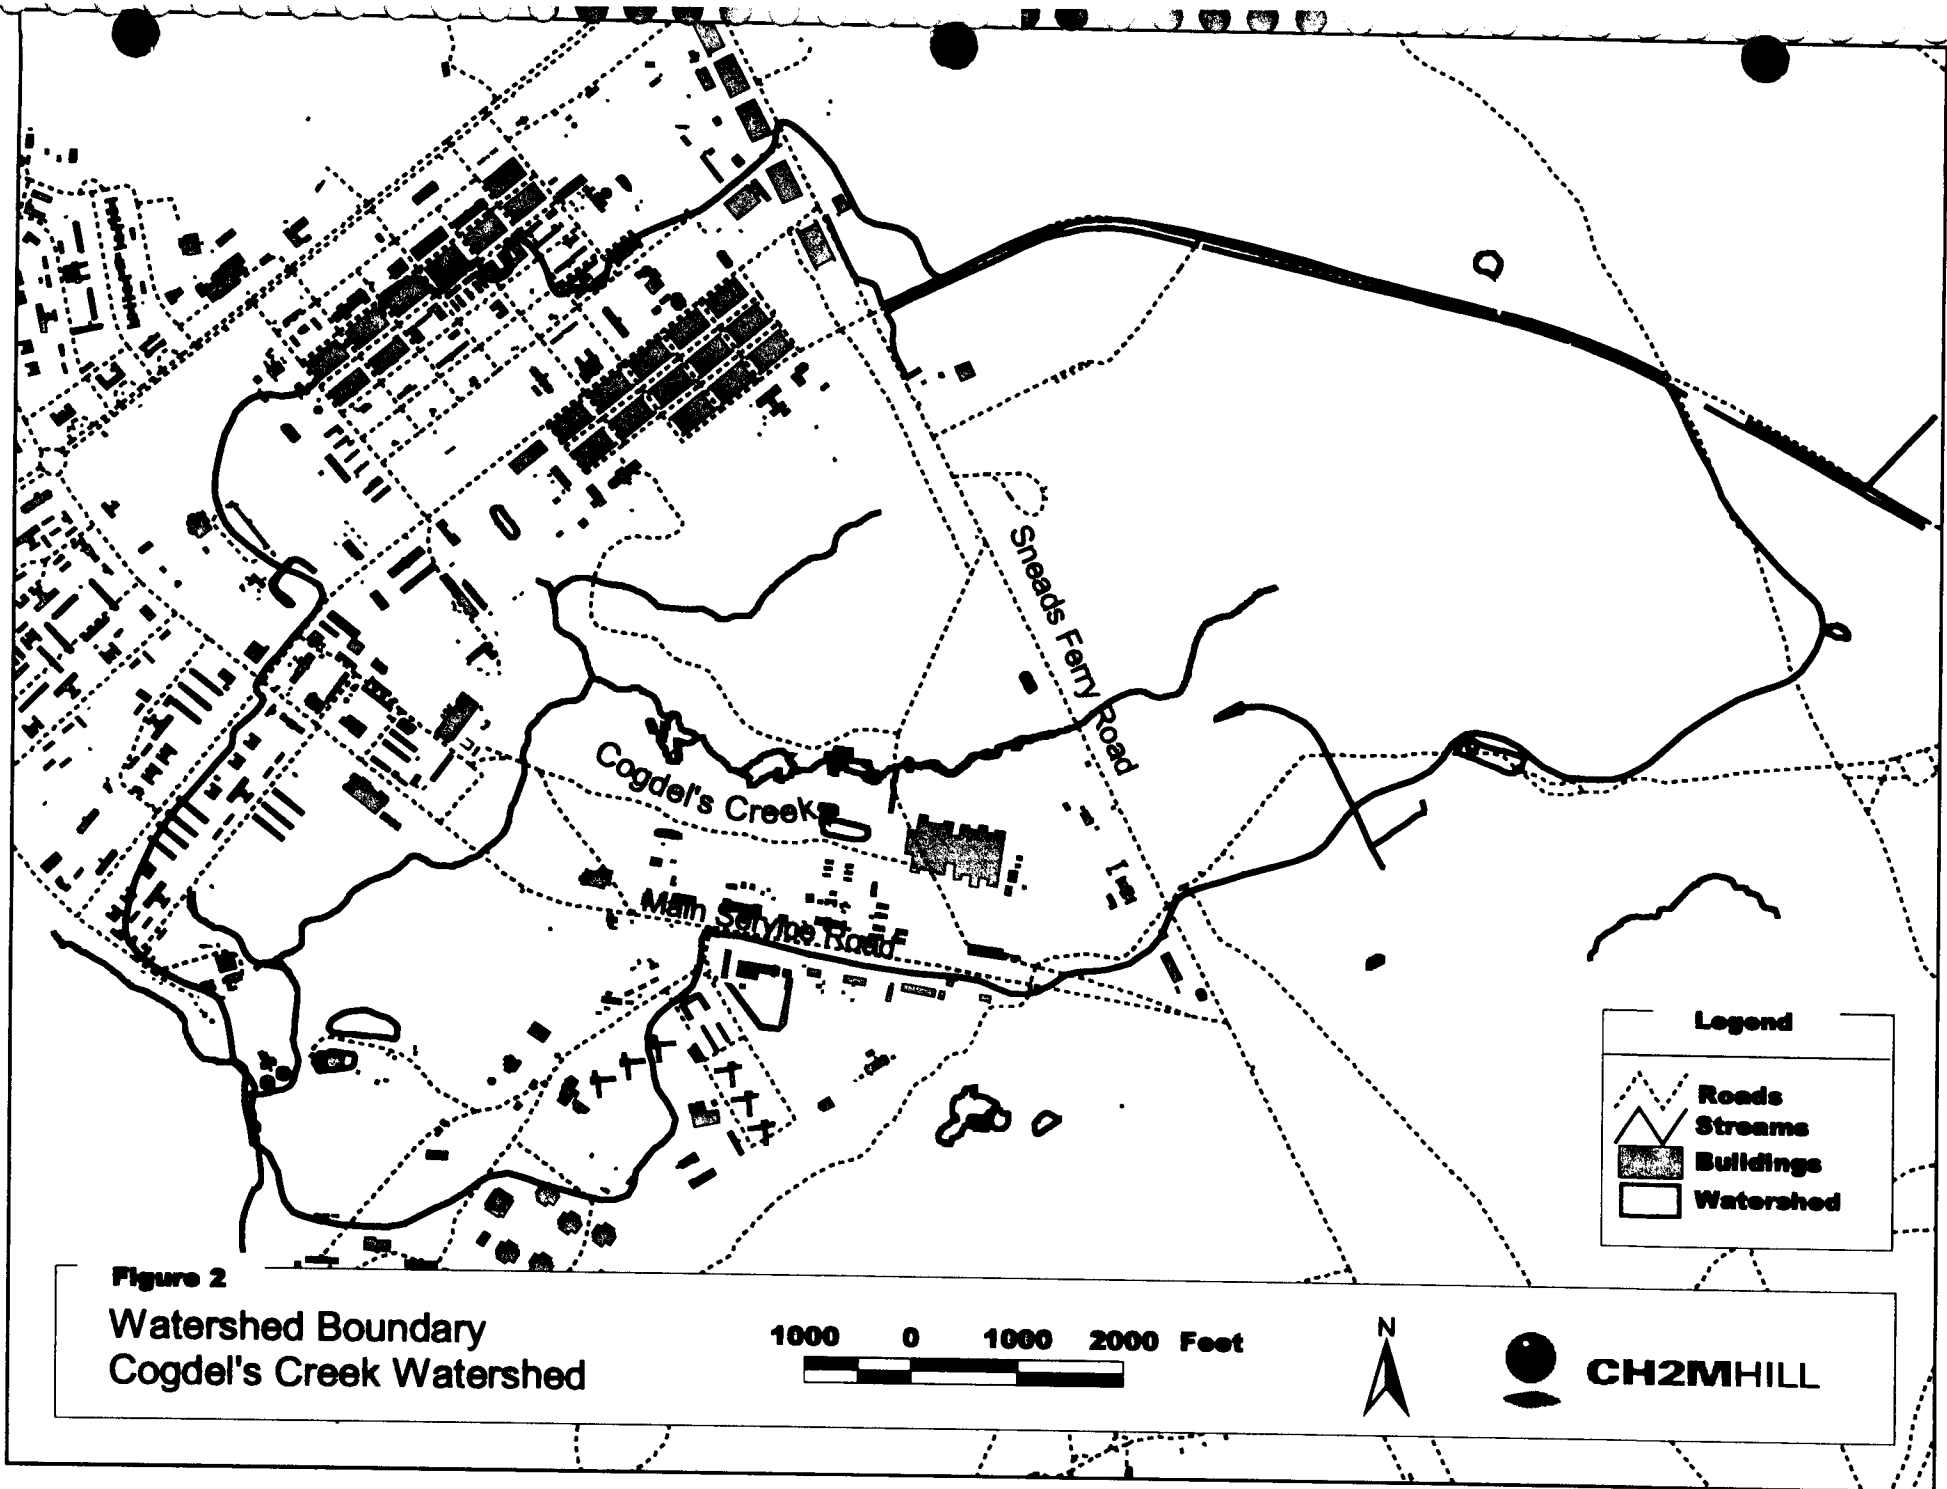 Sneads Ferry Road
Cogdel's Creek
Main Service Road
Legend
Roads
Streams
Buildings
Watershed
Figure 2
Watershed Boundary
Cogdel's Creek Watershed
1000 0 1000 2000 Feet
N
CH2MHILL